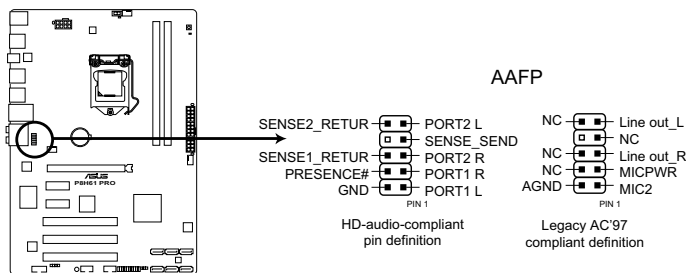 AAFP
SENSE2_RETUR
PORT2 L
SENSE_SEND
SENSE1_RETUR
PORT2 R
PRESENCE#
PORT1 R
GND
PORT1 L
PIN 1
HD-audio-compliant
pin definition
NC
Line out_L
NC
NC
Line out_R
NC
MICPWR
AGND
MIC2
PIN 1
Legacy AC'97
compliant definition
ASUS
P8H61 PRO